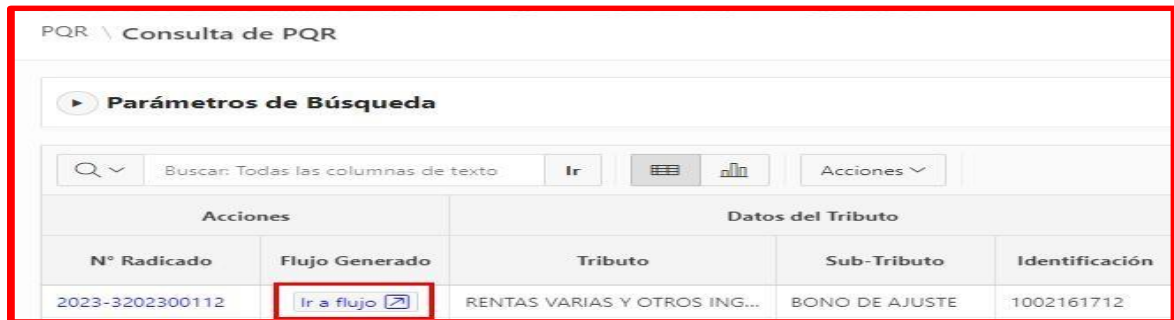 PQR \ Consulta de PQR
Parámetros de Búsqueda
Buscar: Todas las columnas de texto Ir Acciones
Acciones Datos del Tributo
N° Radicado Flujo Generado Tributo Sub-Tributo Identificación
2023-3202300112 Ir a flujo RENTAS VARIAS Y OTROS ING... BONO DE AJUSTE 1002161712